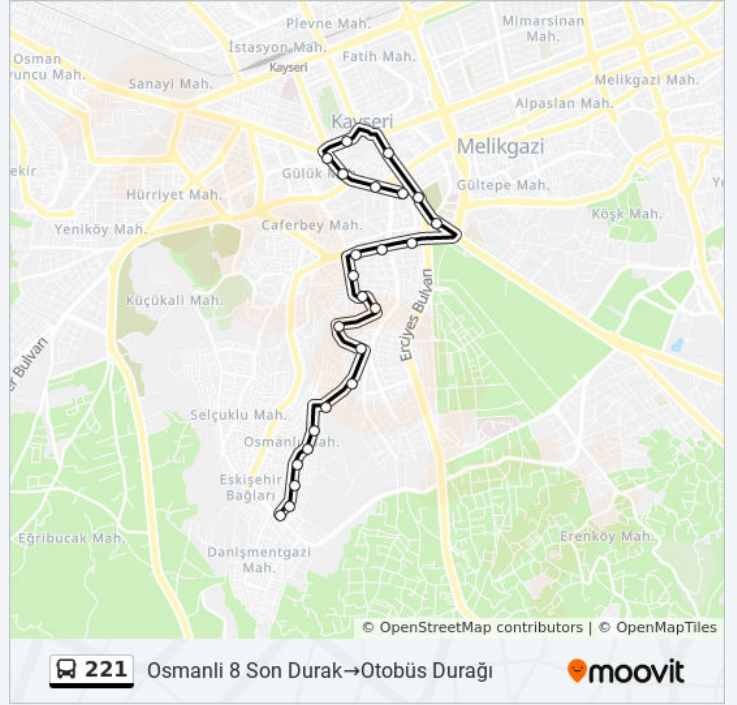 Plevne Mah.
Mimarsinan
Mah.
İstasyon Mah.
Osman
yuncu Mah.
Kayseri
Fatih Mah.
Sanayi Mah.
Melikgazi Mah.
Alpaslan Mah.
Kayseri
Melikgazi
ekir
Gülük M
Gültepe Mah.
Ye
Hürriyet Mah.
Köşk Mah.
Yeniköy Mah.
Caferbey Mah.
Küçükali Mah.
Erciyes Bulvarı
er Bulvarı
Selçuklu Mah.
Osmanlı Mah.
Eskişehir
Bağları
Eğribucak Mah.
Danişmentgazi
Mah.
Erenköy Mah.
© OpenStreetMap contributors | © OpenMapTiles
221 Osmanli 8 Son Durak→Otobüs Durağı
moovit